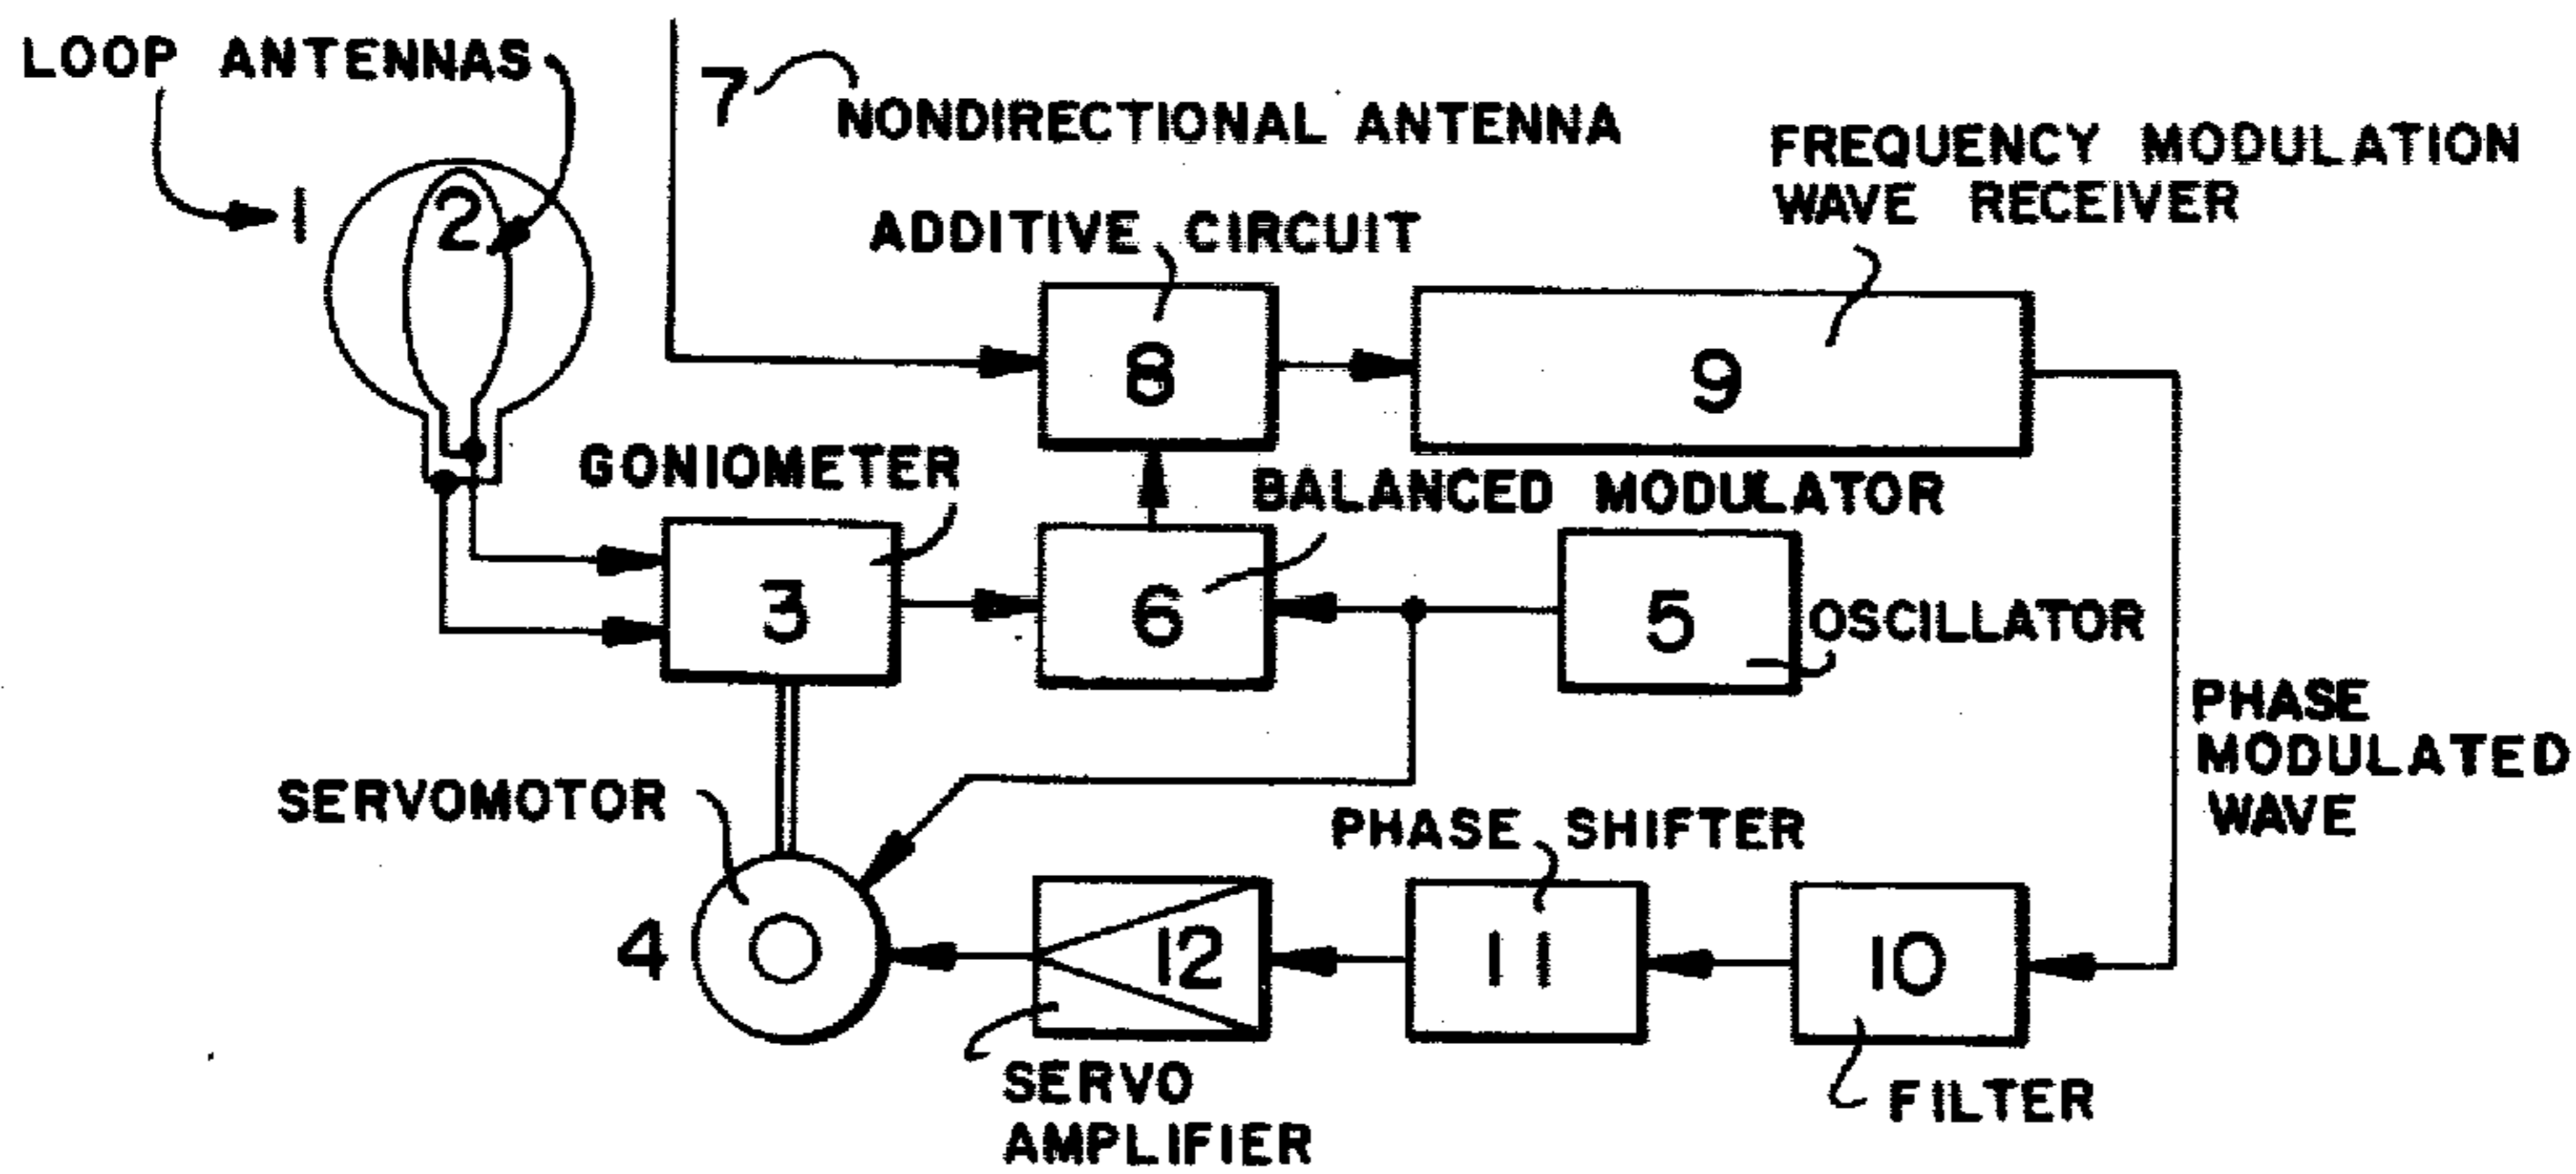 LOOP ANTENNAS
7
NONDIRECTIONAL ANTENNA
FREQUENCY MODULATION
WAVE RECEIVER
1
2
ADDITIVE CIRCUIT
8
9
GONIOMETER
BALANCED MODULATOR
3
6
5
OSCILLATOR
PHASE
MODULATED
WAVE
SERVOMOTOR
PHASE SHIFTER
4
12
11
10
SERVO
AMPLIFIER
FILTER